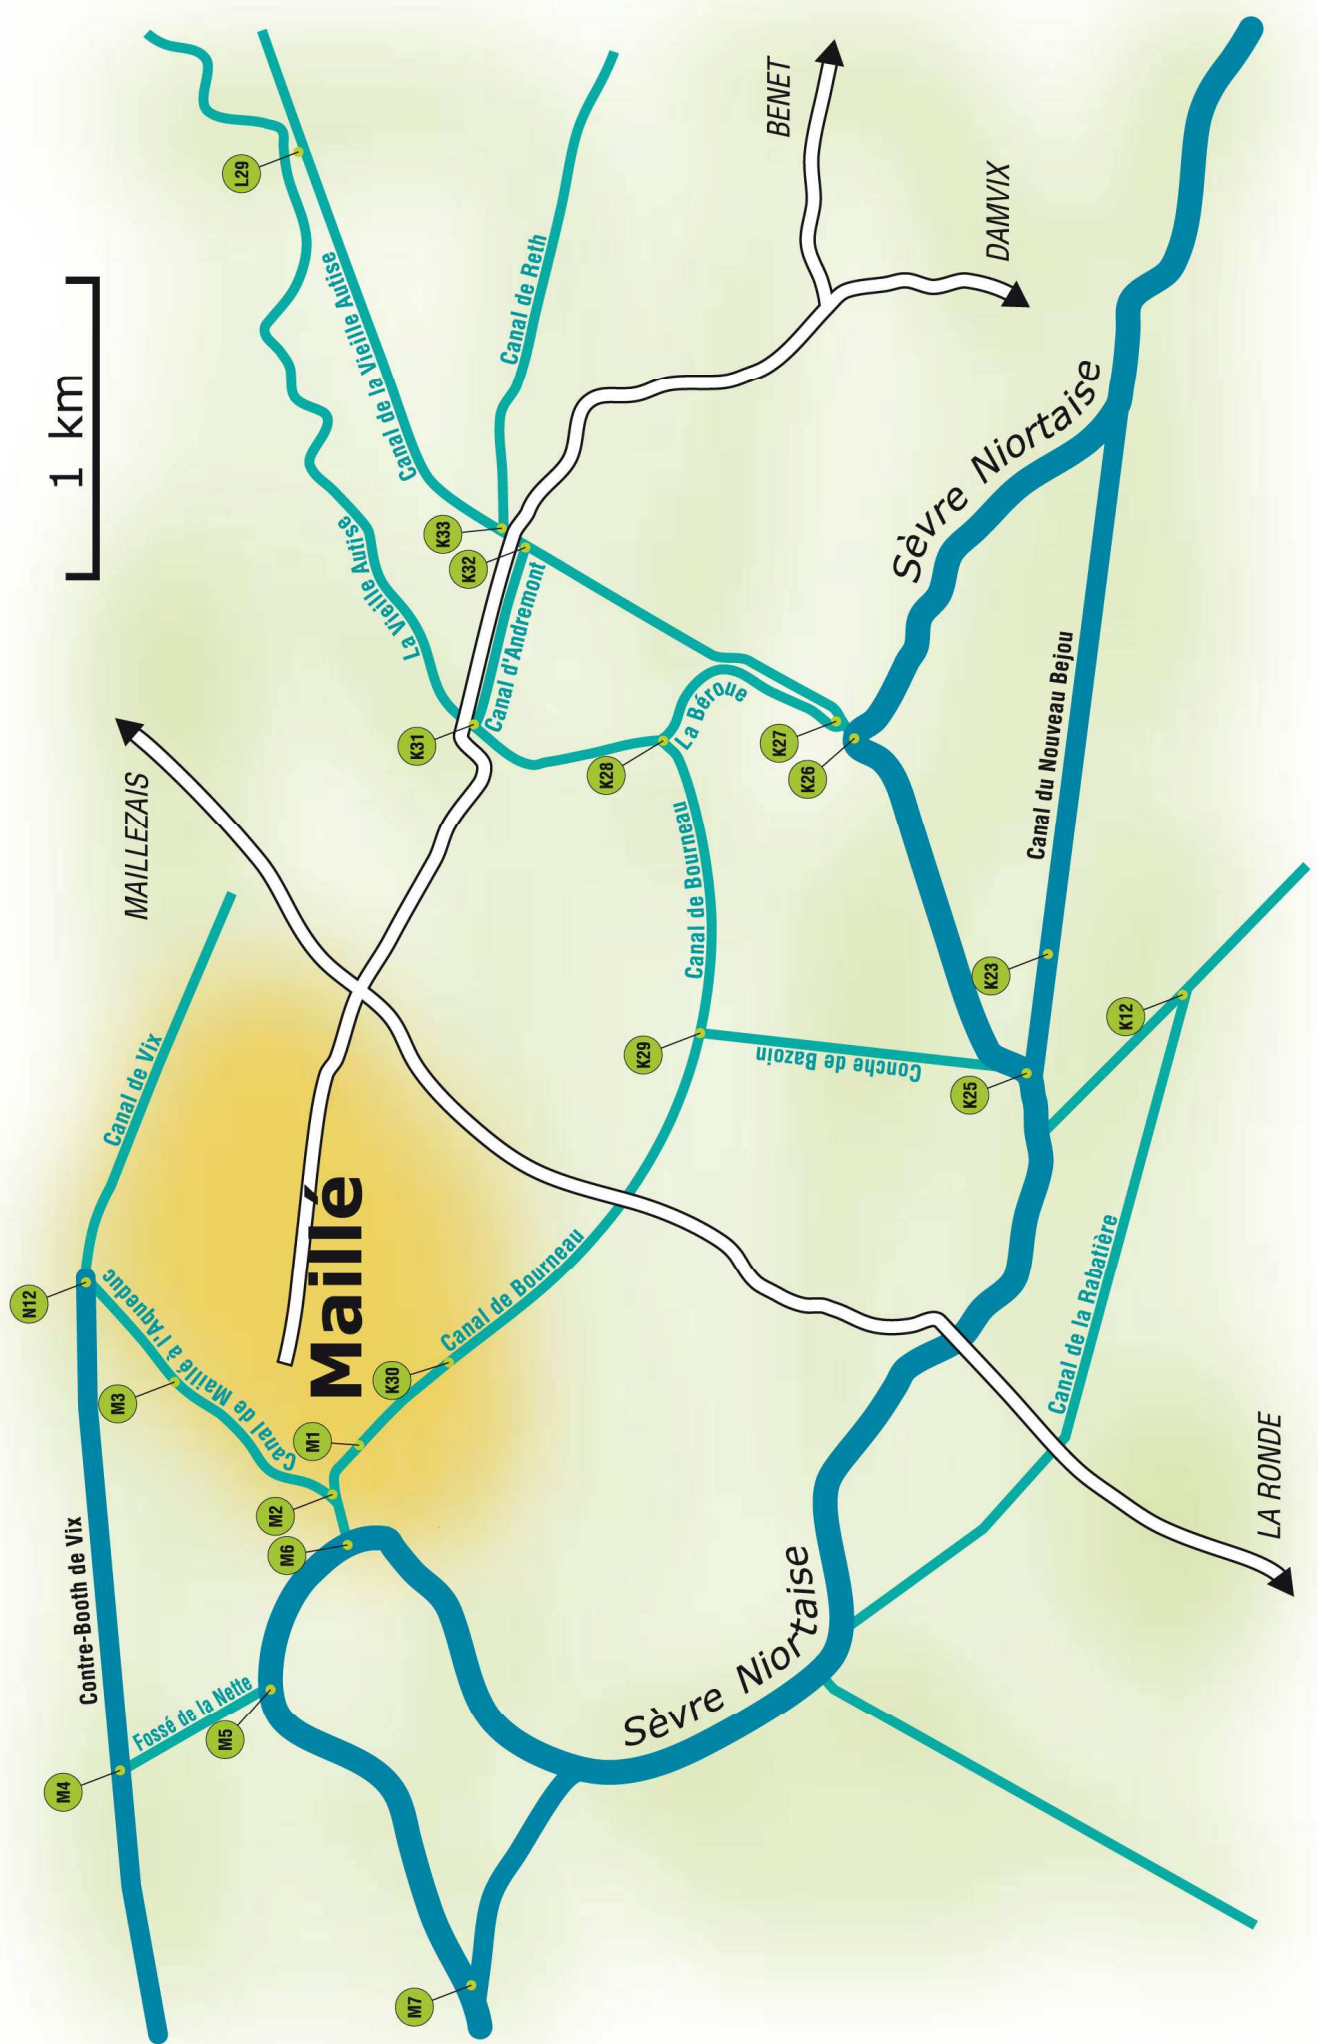 N12
M4
1 km
Contre-Booth de Vix
M3
Canal de Vix
MAILLEZAIS
Fossé de la Nette
Canal de Maillé à l'Aqueduc
M5
L29
M2
M6
M1
Maillé
Canal de la Vieille Autise
La Vieille Autise
K30
M7
K31
K33
K32
Canal de Bourneau
Canal d'Andremont
Canal de Reth
K28
K29
Canal de Bourneau
La Béroue
Sèvre Niortaise
BENET
K27
K26
Conche de Bazoin
K25
K23
DAMVIX
Sèvre Niortaise
Canal du Nouveau Bejou
Canal de la Rabatière
K12
LA RONDE